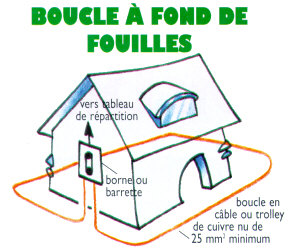 BOUCLE À FOND DE
FOUILLES
vers tableau
de répartition
borne ou
barrette
boucle en
câble ou trolley
de cuivre nu de
25 mm² minimum